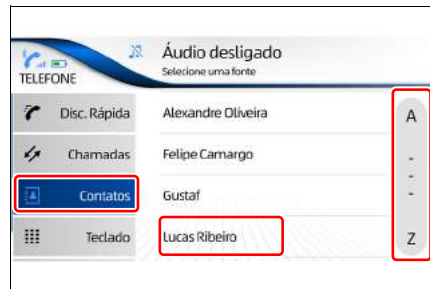 TELEFONE
Áudio desligado
Selecione uma fonte
Disc. Rápida
Alexandre Oliveira
A
Chamadas
Felipe Camargo
Contatos
Gustaf
Teclado
Lucas Ribeiro
Z